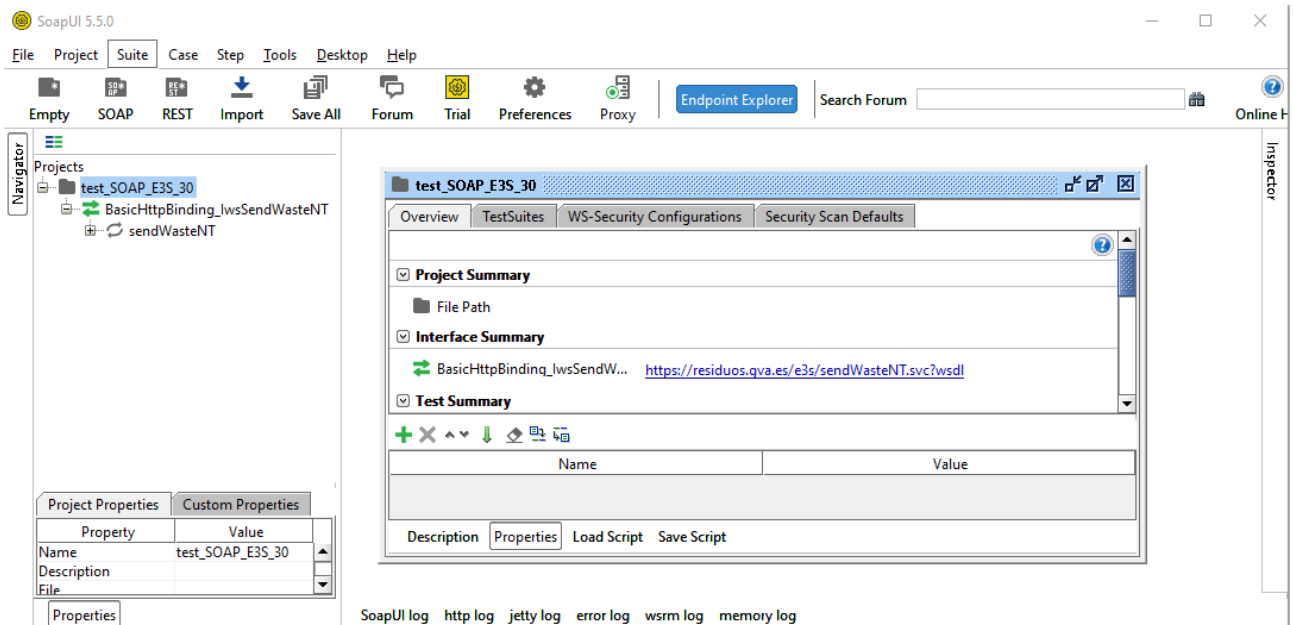 SoapUI 5.5.0
File Project Suite Case Step Tools Desktop Help
Empty SOAP REST Import Save All Forum Trial Preferences Proxy Endpoint Explorer Search Forum Online H
Navigator
Projects
test_SOAP_E3S_30
BasicHttpBinding_IwsSendWasteNT
sendWasteNT
Inspector
test_SOAP_E3S_30
Overview TestSuites WS-Security Configurations Security Scan Defaults
Project Summary
File Path
Interface Summary
BasicHttpBinding_IwsSendW... https://residuos.gva.es/e3s/sendWasteNT.svc?wsdl
Test Summary
Name Value
Description Properties Load Script Save Script
Project Properties Custom Properties
Property Value
Name test_SOAP_E3S_30
Description
File
Properties
SoapUI log http log jetty log error log wsrm log memory log